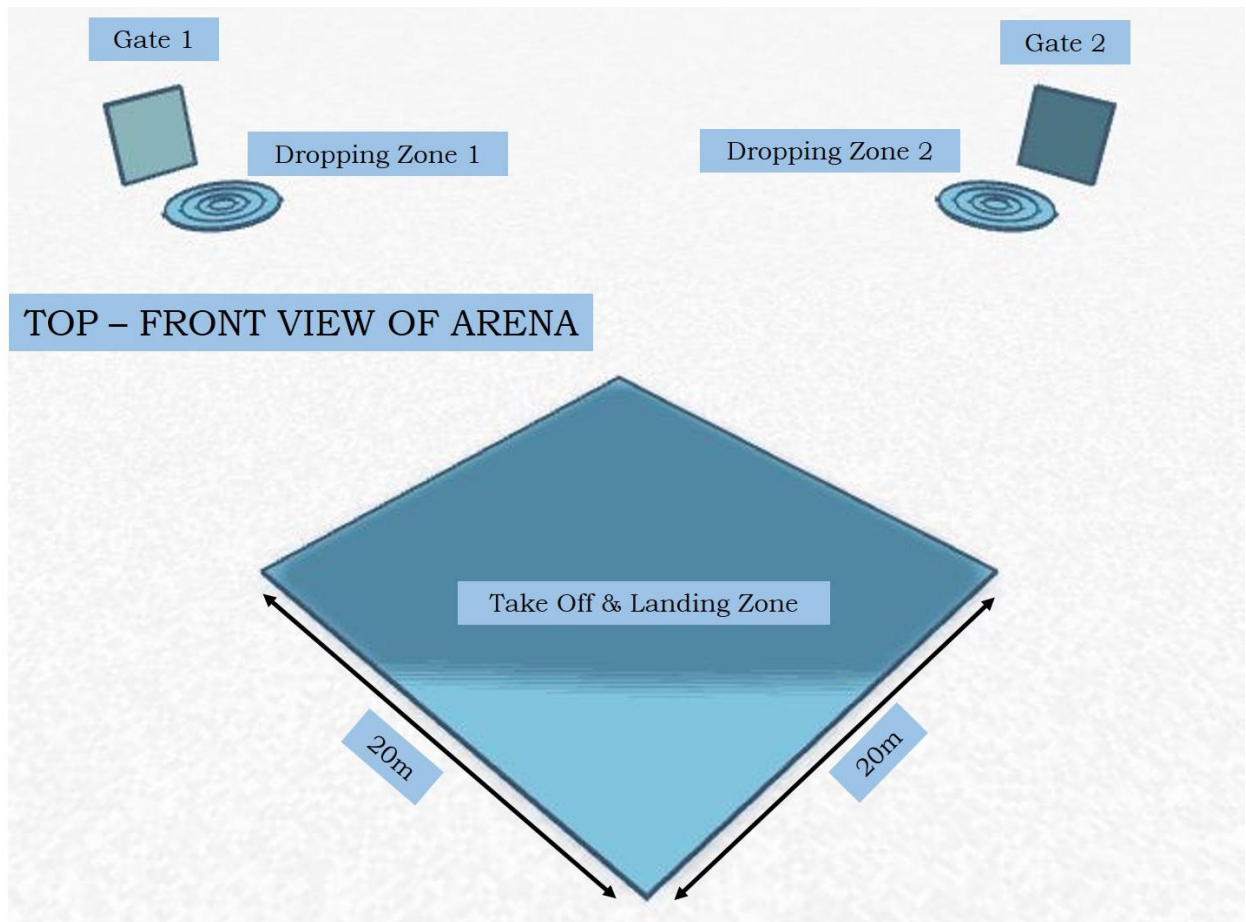 Gate 1
Gate 2
Dropping Zone 1
Dropping Zone 2
TOP – FRONT VIEW OF ARENA
Take Off & Landing Zone
20m
20m